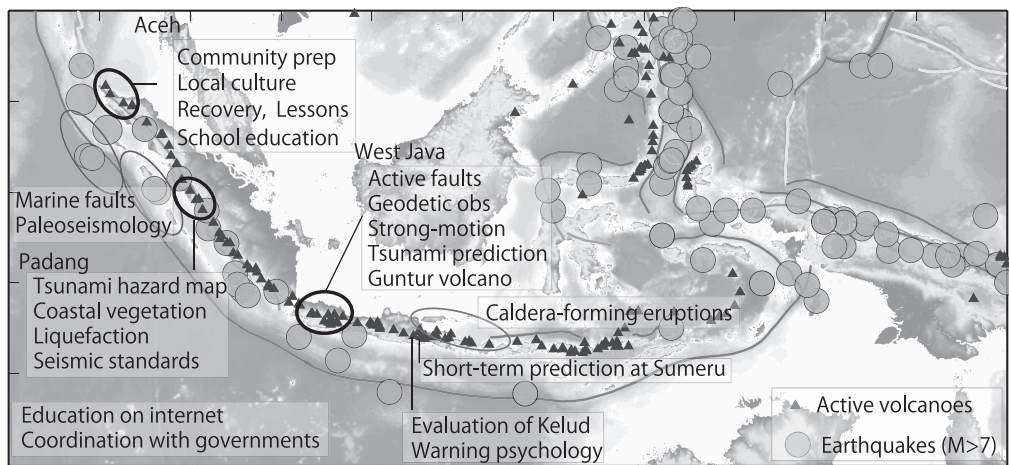 Aceh
Community prep
Local culture
Recovery, Lessons
School education
West Java
Active faults
Geodetic obs
Strong-motion
Tsunami prediction
Guntur volcano
Marine faults
Paleoseismology
Padang
Tsunami hazard map
Coastal vegetation
Liquefaction
Seismic standards
Caldera-forming eruptions
Short-term prediction at Sumeru
Education on internet
Coordination with governments
Evaluation of Kelud
Warning psychology
Active volcanoes
Earthquakes (M>7)